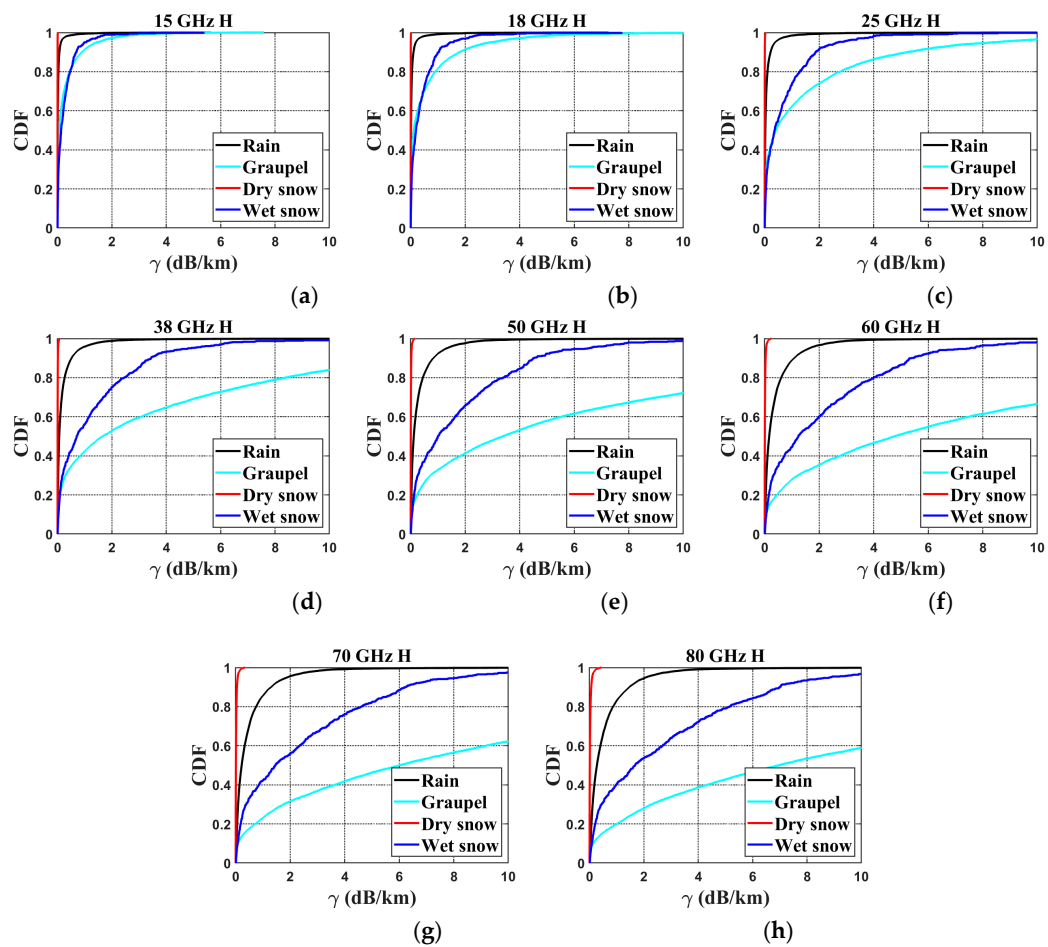 15 GHz H
1
0.8
0.6
0.4
0.2
0
CDF
Rain
Graupel
Dry snow
Wet snow
0 2 4 6 8 10
γ (dB/km)
(a)
18 GHz H
1
0.8
0.6
0.4
0.2
0
CDF
Rain
Graupel
Dry snow
Wet snow
0 2 4 6 8 10
γ (dB/km)
(b)
25 GHz H
1
0.8
0.6
0.4
0.2
0
CDF
Rain
Graupel
Dry snow
Wet snow
0 2 4 6 8 10
γ (dB/km)
(c)
38 GHz H
1
0.8
0.6
0.4
0.2
0
CDF
Rain
Graupel
Dry snow
Wet snow
0 2 4 6 8 10
γ (dB/km)
(d)
50 GHz H
1
0.8
0.6
0.4
0.2
0
CDF
Rain
Graupel
Dry snow
Wet snow
0 2 4 6 8 10
γ (dB/km)
(e)
60 GHz H
1
0.8
0.6
0.4
0.2
0
CDF
Rain
Graupel
Dry snow
Wet snow
0 2 4 6 8 10
γ (dB/km)
(f)
70 GHz H
1
0.8
0.6
0.4
0.2
0
CDF
Rain
Graupel
Dry snow
Wet snow
0 2 4 6 8 10
γ (dB/km)
(g)
80 GHz H
1
0.8
0.6
0.4
0.2
0
CDF
Rain
Graupel
Dry snow
Wet snow
0 2 4 6 8 10
γ (dB/km)
(h)